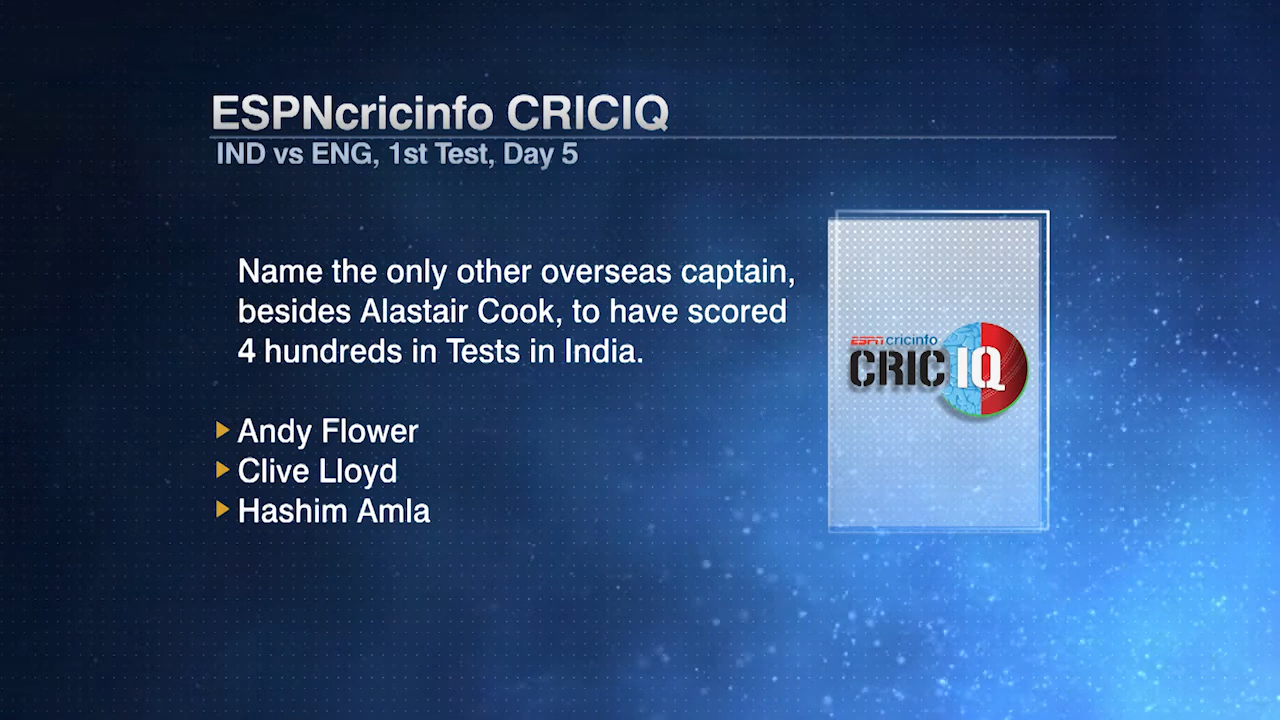 ESPNcricinfo CRICIQ
IND vs ENG, 1st Test, Day 5
Name the only other overseas captain,
besides Alastair Cook, to have scored
4 hundreds in Tests in India.
Andy Flower
Clive Lloyd
Hashim Amla
ESPN cricinfo
CRIC IQ